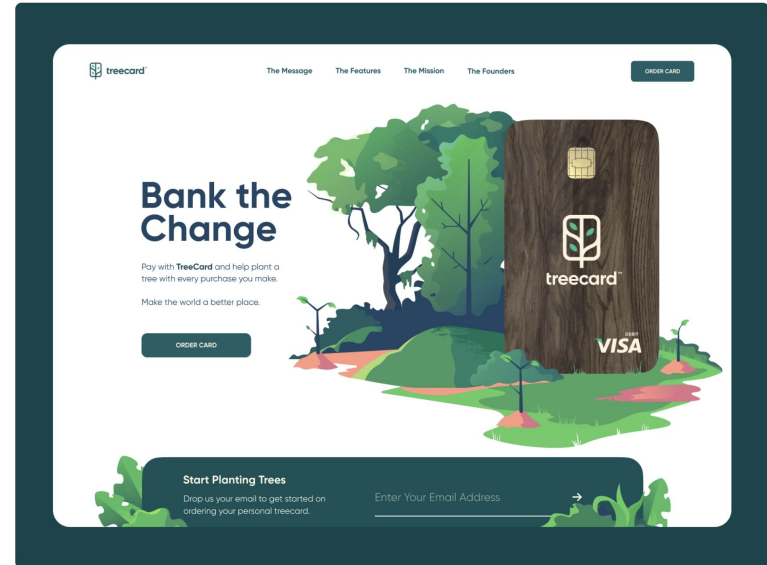 treecard™
The Message The Features The Mission The Founders
ORDER CARD
Bank the
Change
Pay with TreeCard and help plant a
tree with every purchase you make.
Make the world a better place.
ORDER CARD
treecard™
DEBIT
VISA
Start Planting Trees
Drop us your email to get started on
ordering your personal treecard.
Enter Your Email Address →